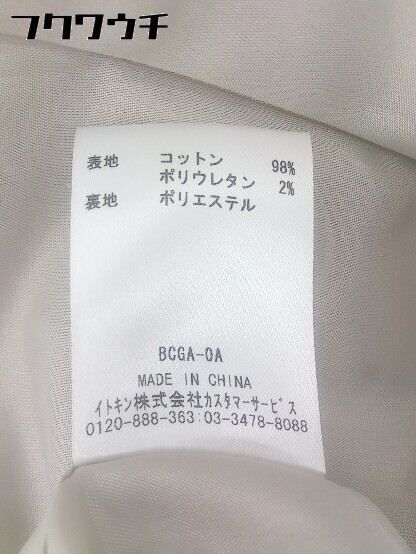 フクワウチ
表地 コットン 98%
ポリウレタン 2%
裏地 ポリエステル
BCGA-OA
MADE IN CHINA
イトキン株式会社カスタマーサービス
0120-888-363:03-3478-8088